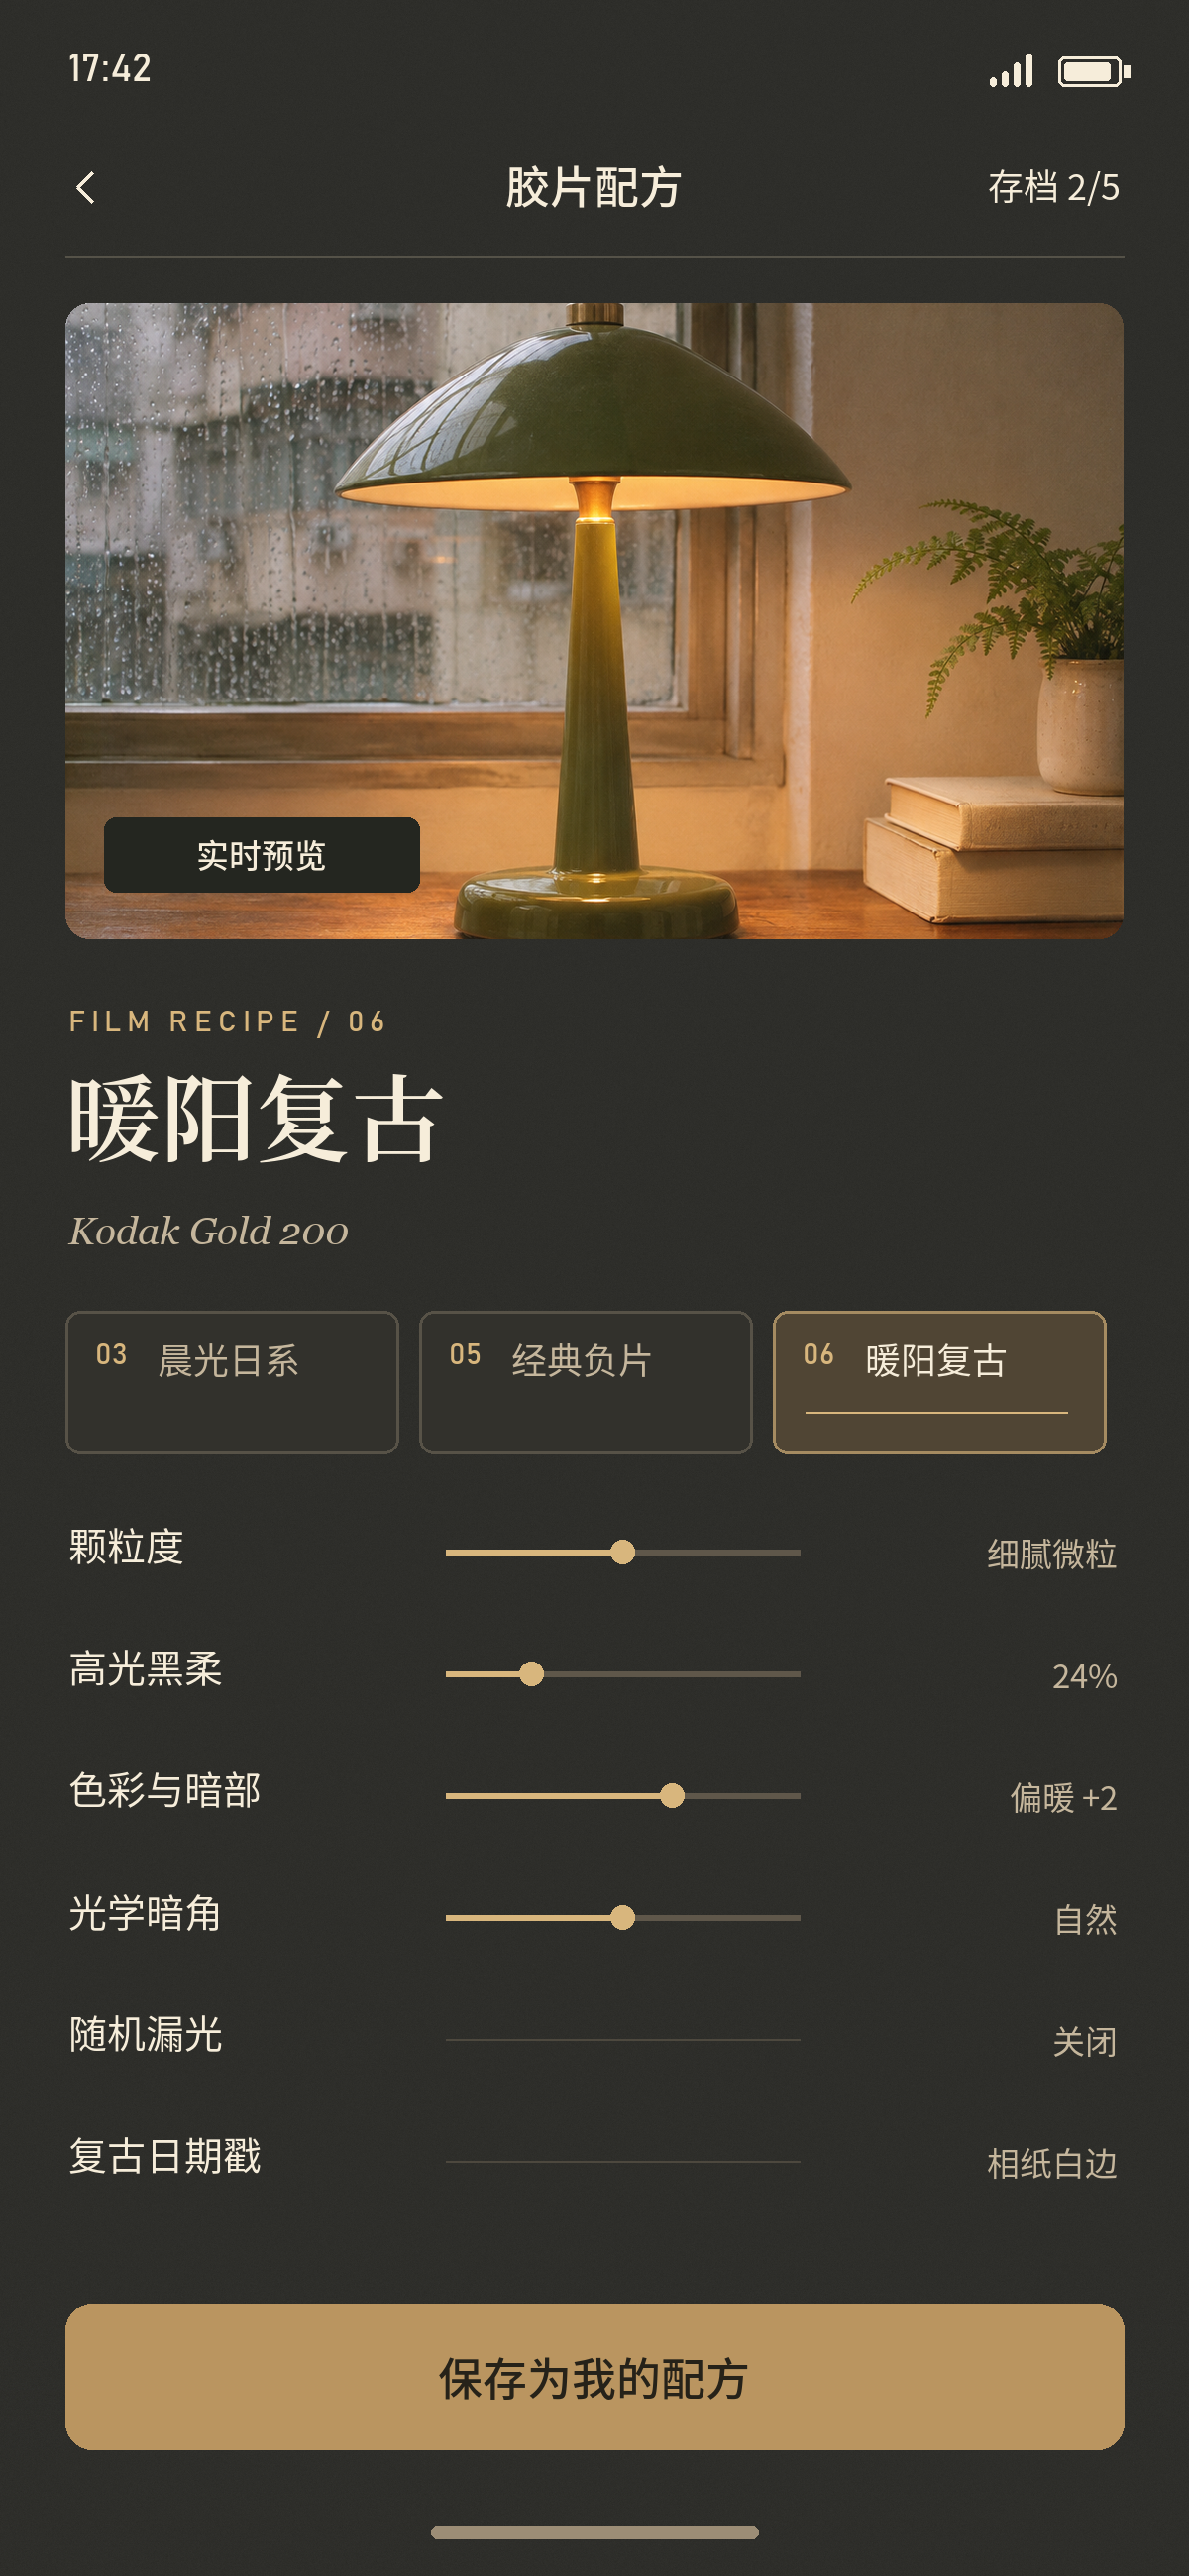 17:42
胶片配方
存档 2/5
实时预览
FILM RECIPE / 06
暖阳复古
Kodak Gold 200
03 晨光日系
05 经典负片
06 暖阳复古
颗粒度 细腻微粒
高光黑柔 24%
色彩与暗部 偏暖 +2
光学暗角 自然
随机漏光 关闭
复古日期戳 相纸白边
保存为我的配方